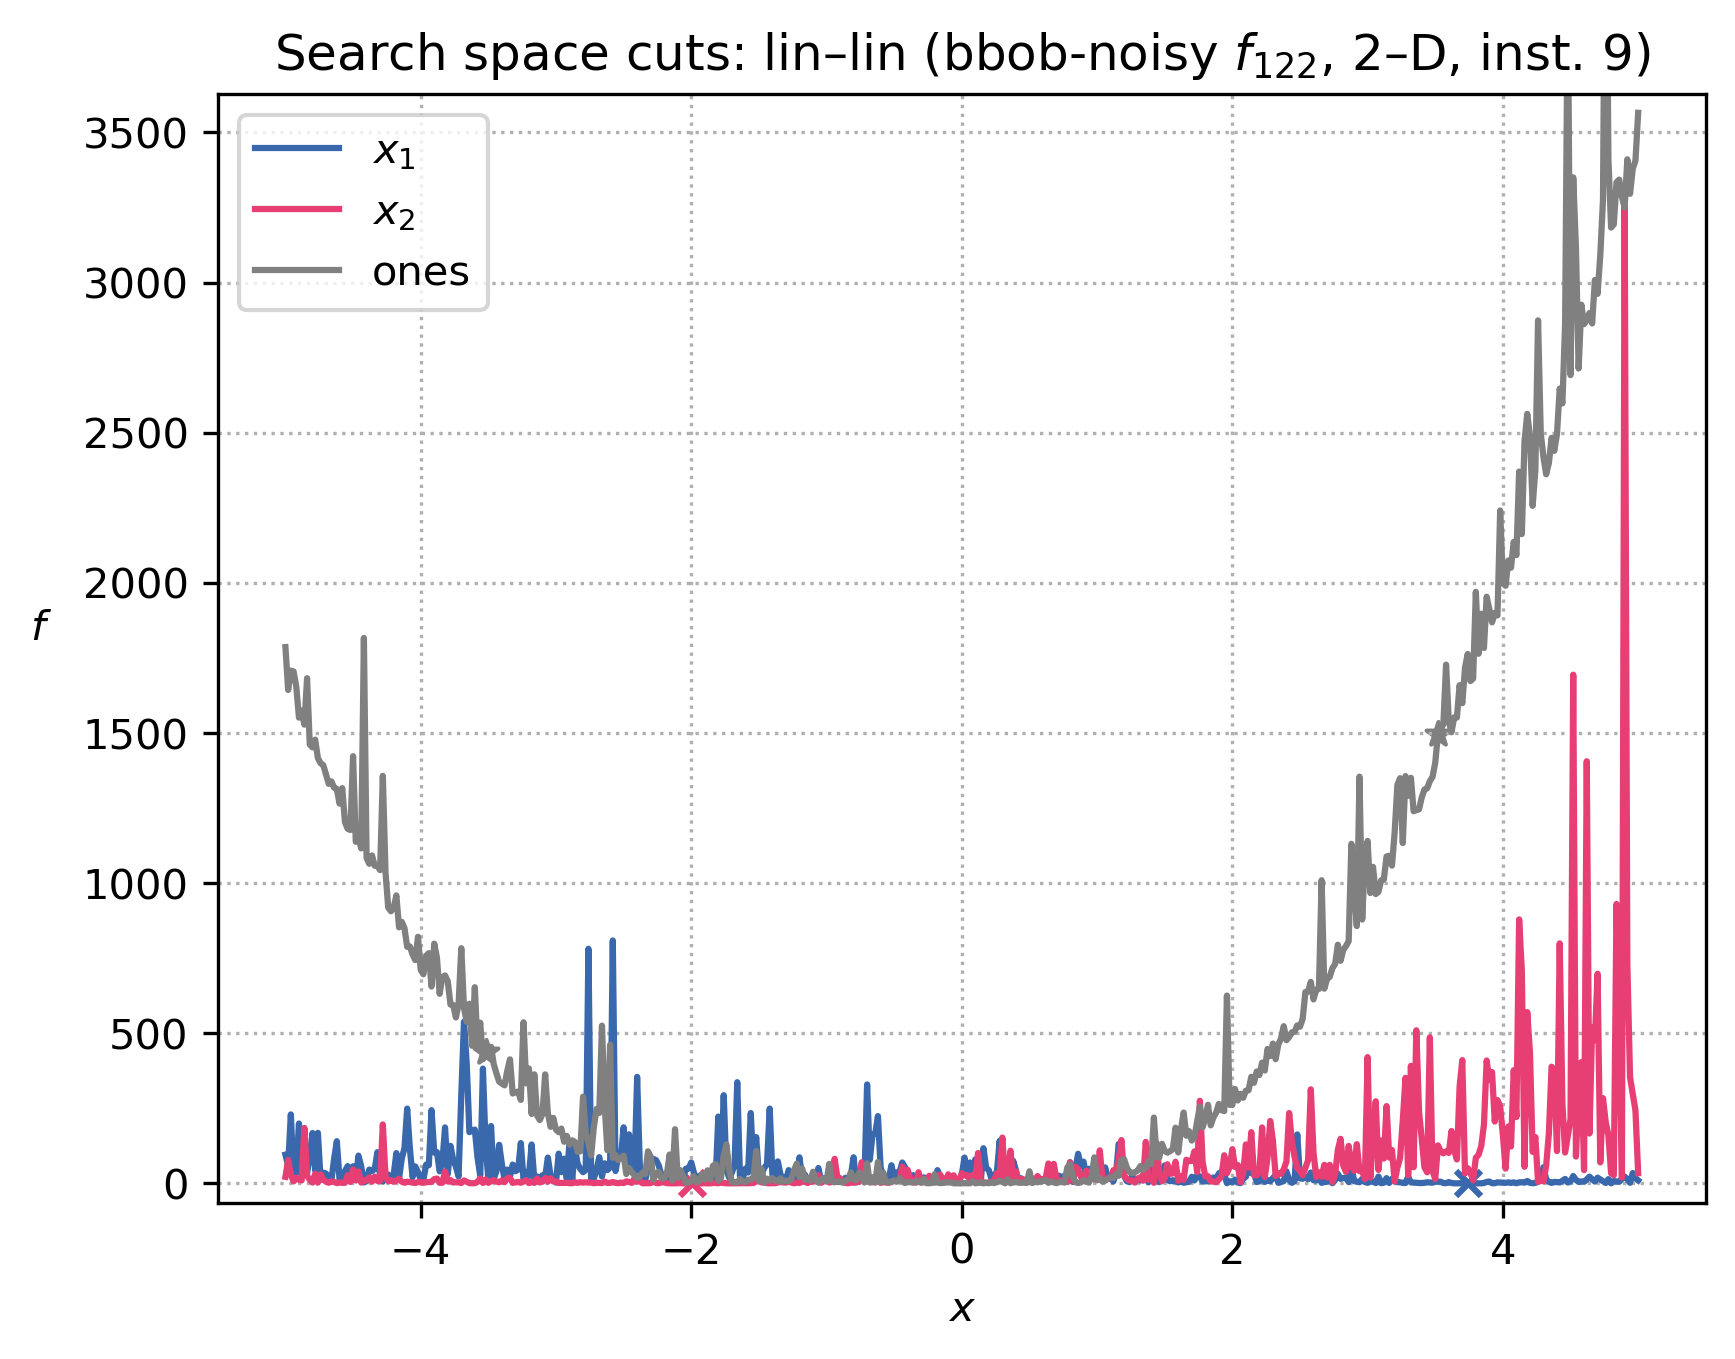 Search space cuts: lin–lin (bbob-noisy f₁₂₂, 2–D, inst. 9)
x₁
x₂
ones
3500
3000
2500
2000
1500
1000
500
0
f
−4
−2
0
2
4
x